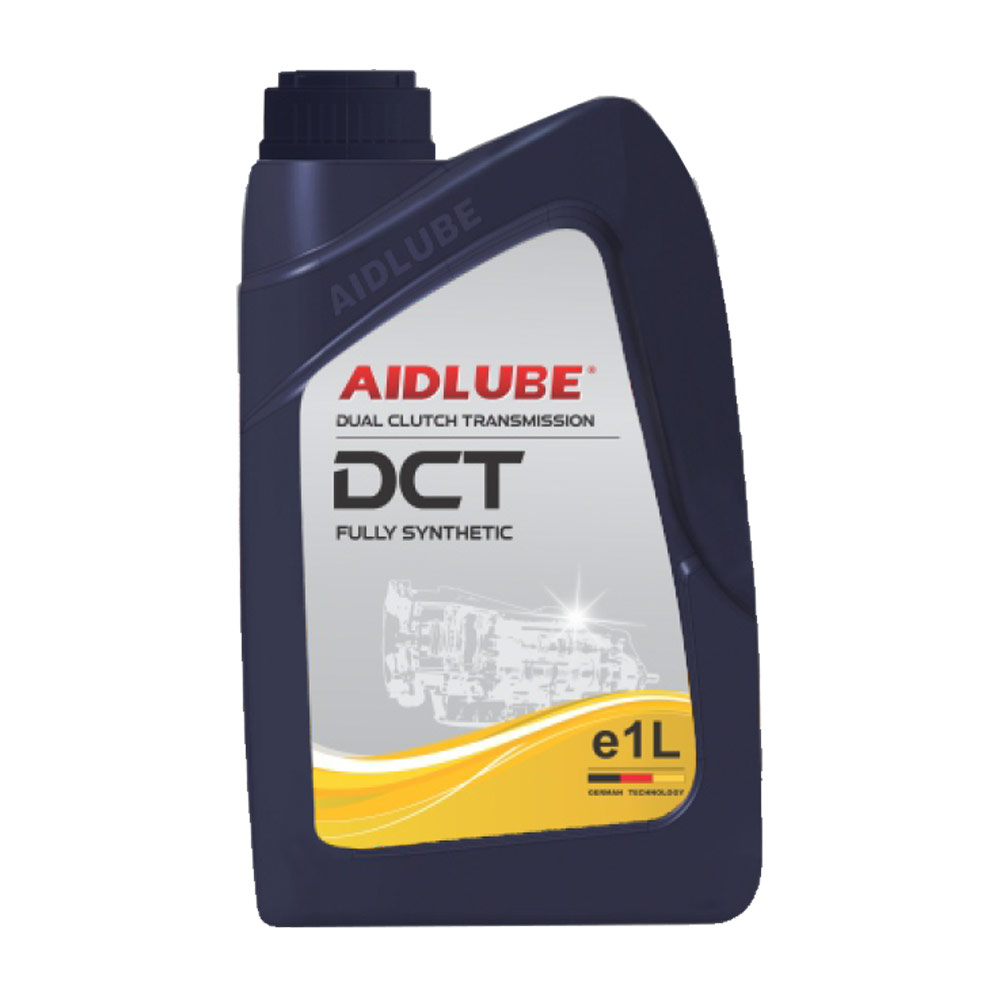 AIDLUBE
AIDLUBE®
DUAL CLUTCH TRANSMISSION
DCT
FULLY SYNTHETIC
e1L
GERMAN TECHNOLOGY